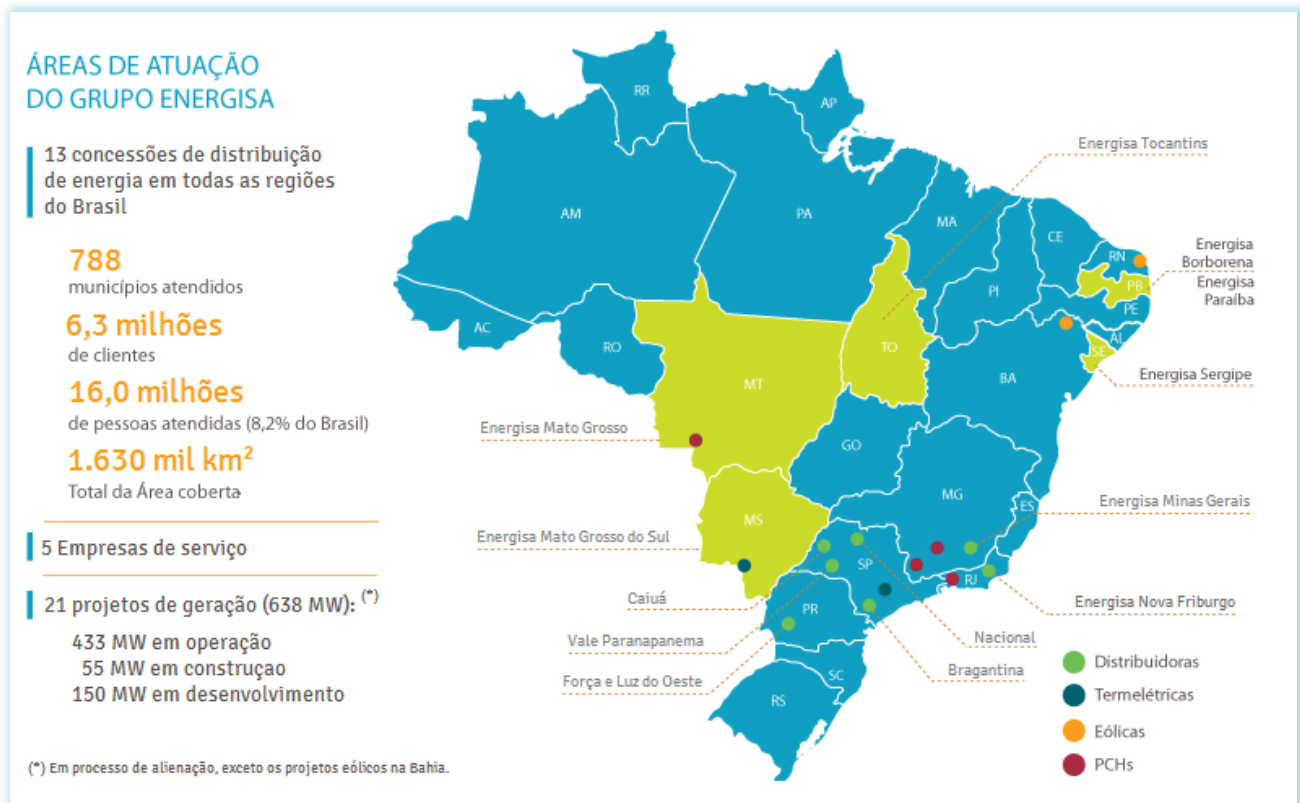 ÁREAS DE ATUAÇÃO
DO GRUPO ENERGISA
13 concessões de distribuição
de energia em todas as regiões
do Brasil
788
municípios atendidos
6,3 milhões
de clientes
16,0 milhões
de pessoas atendidas (8,2% do Brasil)
1.630 mil km²
Total da Área coberta
5 Empresas de serviço
21 projetos de geração (638 MW): (*)
433 MW em operação
55 MW em construçao
150 MW em desenvolvimento
(*) Em processo de alienação, exceto os projetos eólicos na Bahia.
RR
AP
AM
PA
MA
CE
RN
PB
PE
AL
SE
PI
AC
RO
MT
TO
BA
GO
MG
ES
MS
SP
RJ
PR
SC
RS
Energisa Tocantins
Energisa
Borborena
Energisa
Paraíba
Energisa Sergipe
Energisa Mato Grosso
Energisa Minas Gerais
Energisa Mato Grosso do Sul
Caiuá
Energisa Nova Friburgo
Vale Paranapanema
Nacional
Força e Luz do Oeste
Bragantina
Distribuidoras
Termelétricas
Eólicas
PCHs